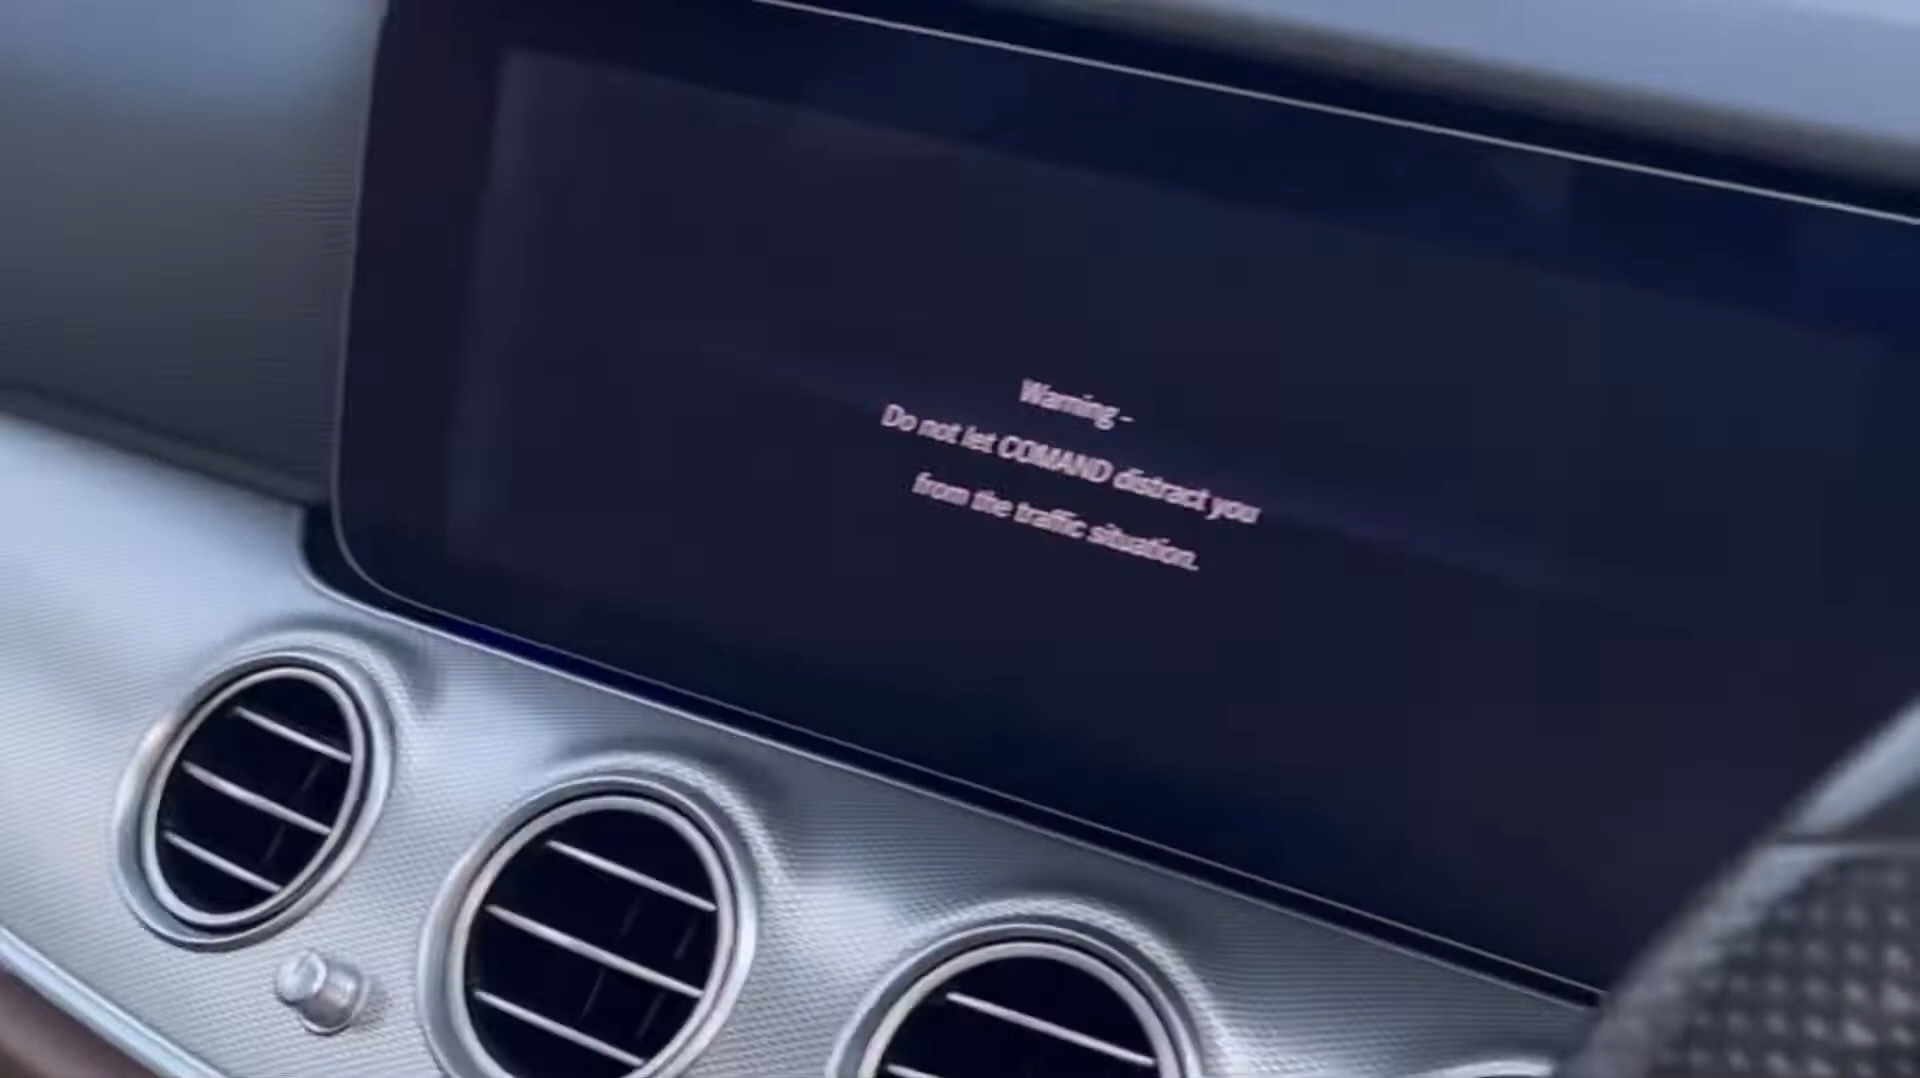 Warning -
Do not let COMAND distract you
from the traffic situation.